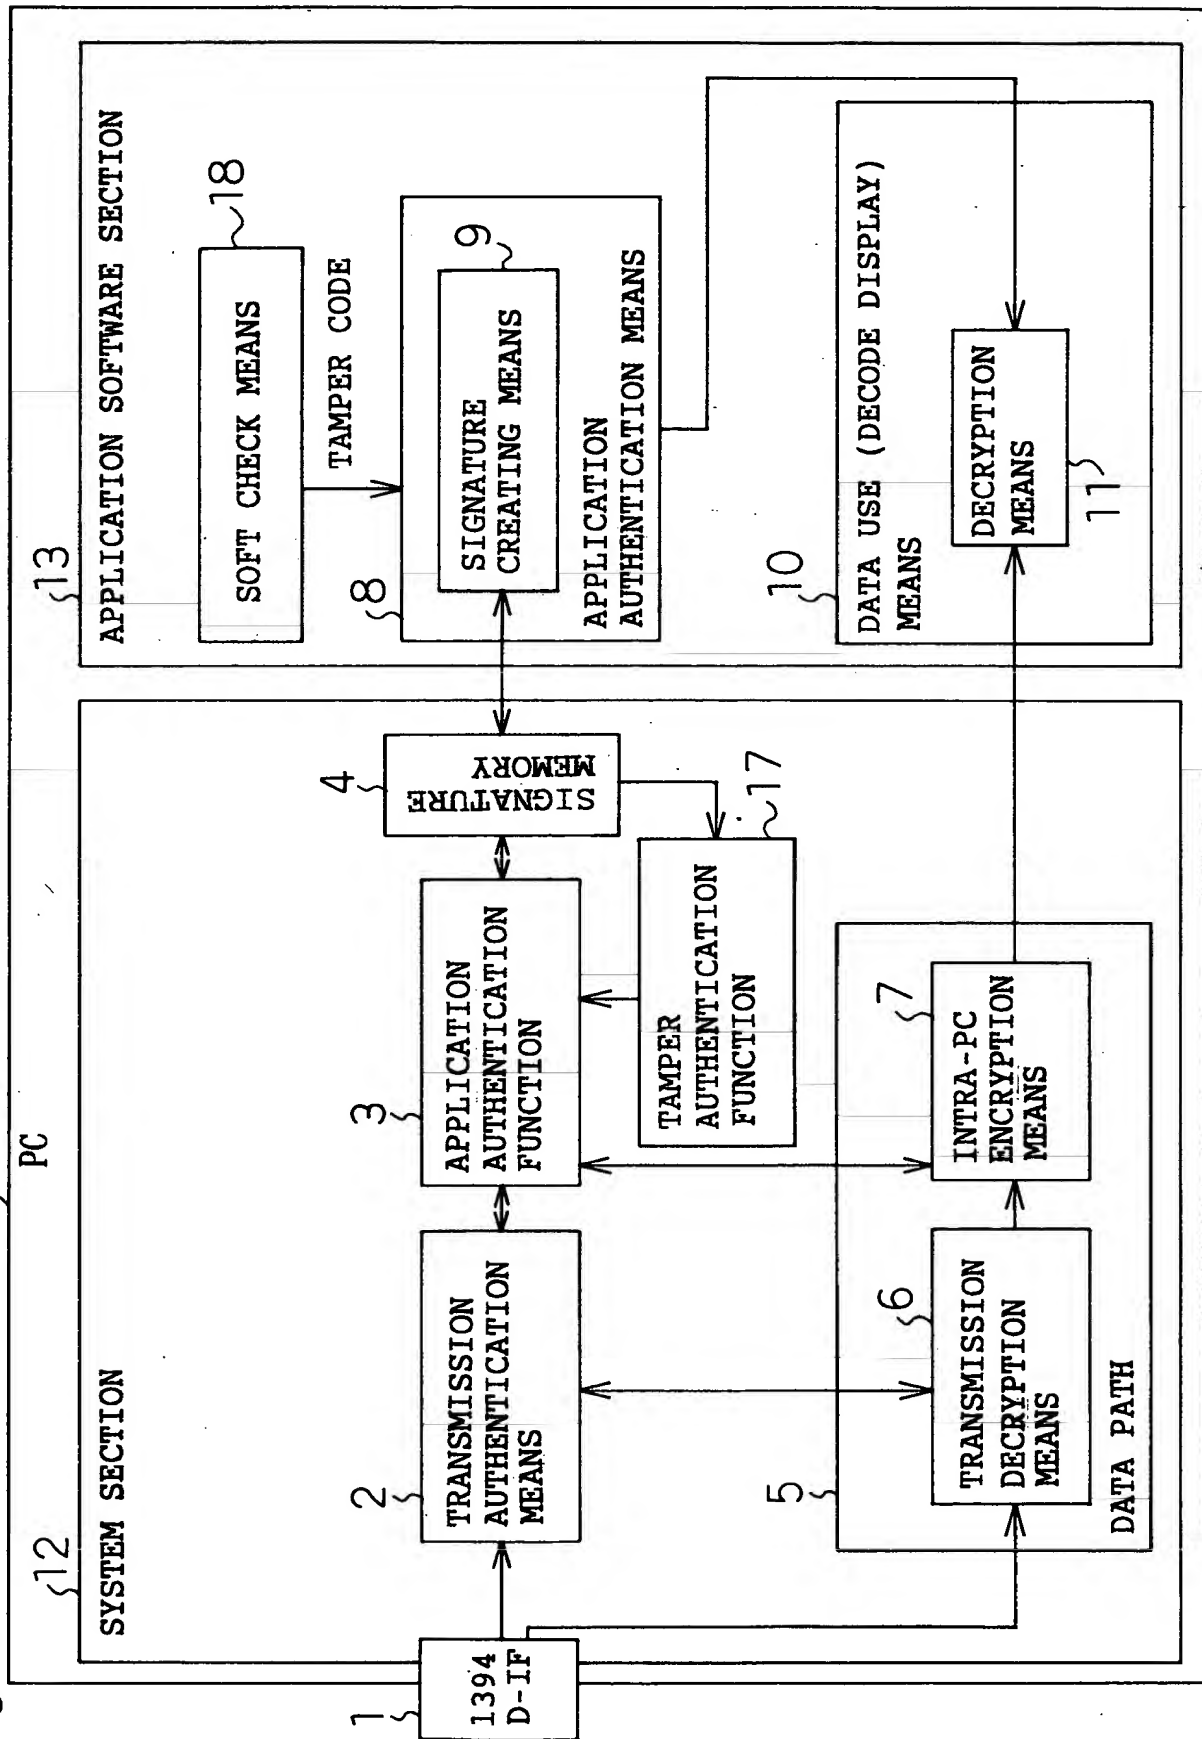 PC
12
SYSTEM SECTION
1
1394
D-IF
2
TRANSMISSION
AUTHENTICATION
MEANS
3
APPLICATION
AUTHENTICATION
FUNCTION
4
SIGNATURE
MEMORY
TAMPER
AUTHENTICATION
FUNCTION
17
5
6
TRANSMISSION
DECRYPTION
MEANS
7
INTRA-PC
ENCRYPTION
MEANS
DATA PATH
13
APPLICATION SOFTWARE SECTION
18
SOFT CHECK MEANS
TAMPER CODE
8
9
SIGNATURE
CREATING MEANS
APPLICATION
AUTHENTICATION MEANS
10
DATA USE (DECODE DISPLAY)
MEANS
DECRYPTION
MEANS
11